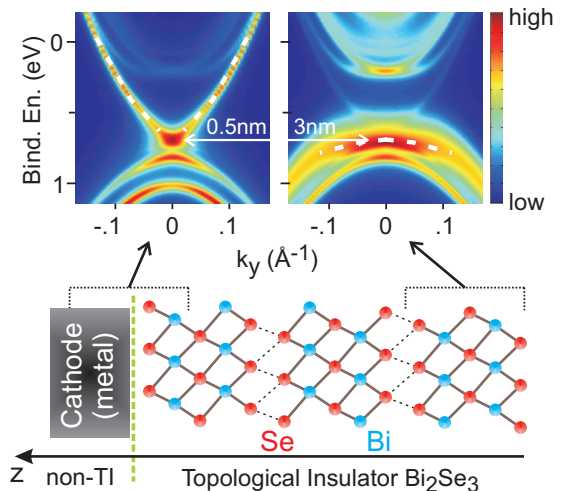 high
low
Bind. En. (eV)
0
1
0.5nm
3nm
-.1 0 .1
-.1 0 .1
k_y (Å^-1)
Cathode
(metal)
Se
Bi
z
non-TI
Topological Insulator Bi₂Se₃